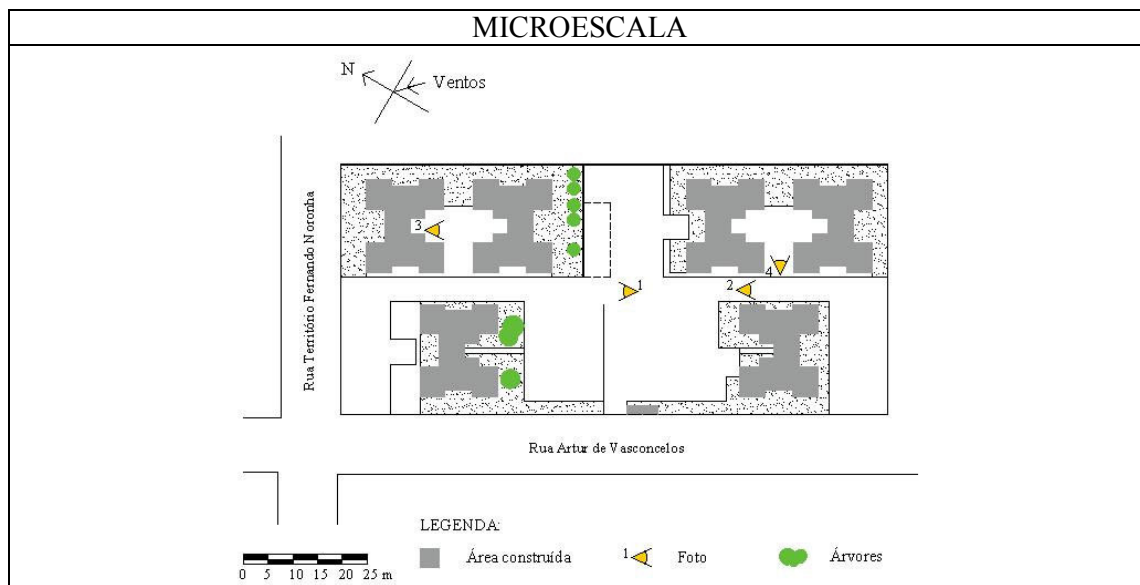 MICROESCALA
N
Ventos
Rua Território Fernando Noronha
3
4
1
2
Rua Artur de Vasconcelos
LEGENDA:
Área construída
1
Foto
Árvores
0 5 10 15 20 25 m